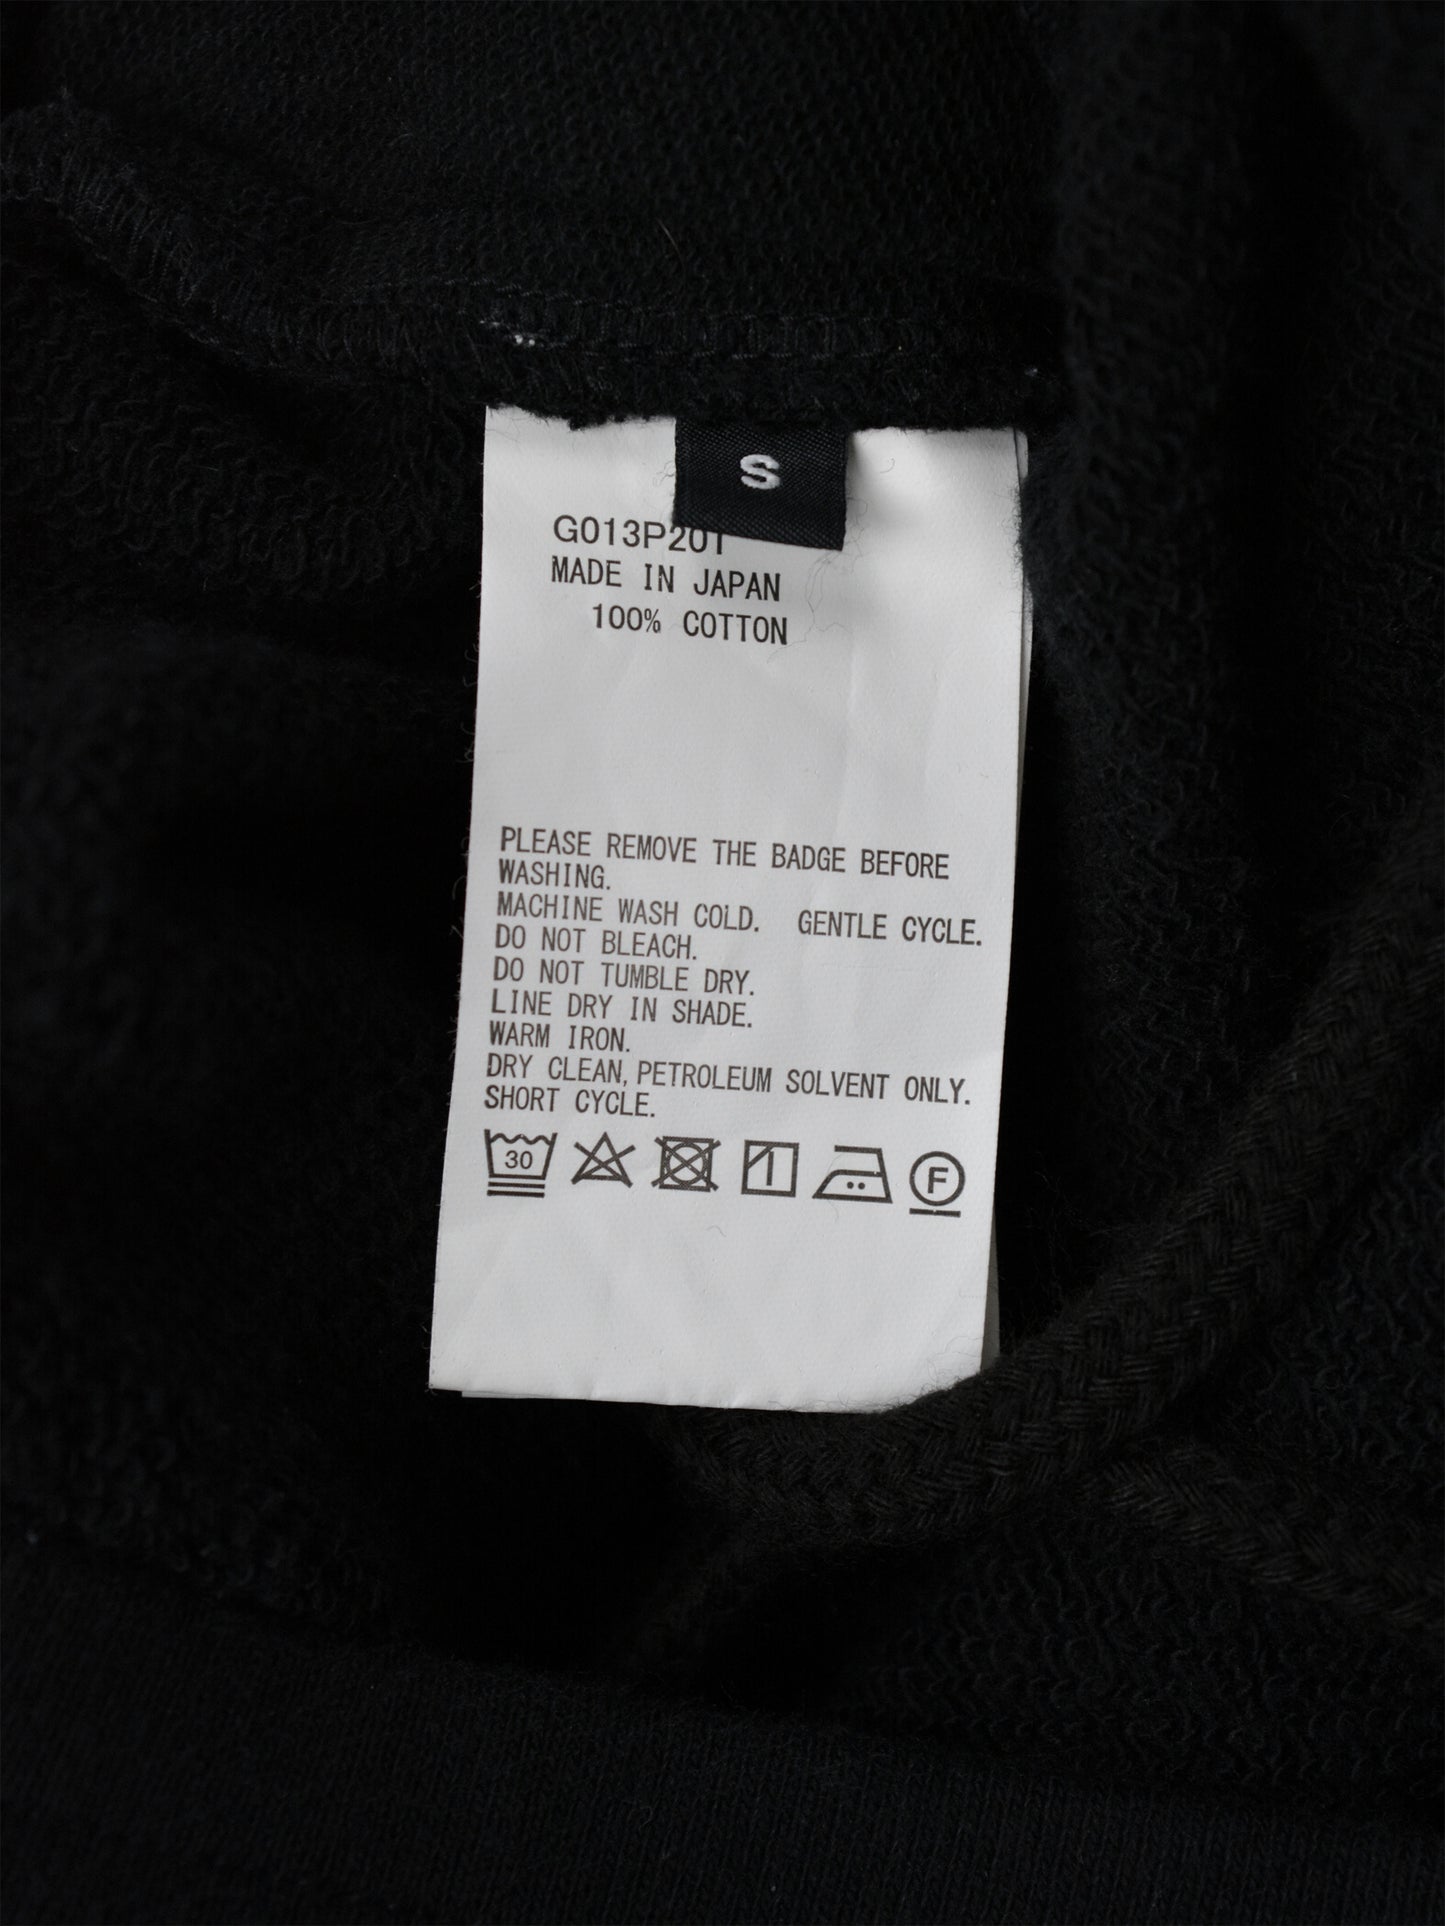 S
G013P201
MADE IN JAPAN
100% COTTON
PLEASE REMOVE THE BADGE BEFORE
WASHING.
MACHINE WASH COLD. GENTLE CYCLE.
DO NOT BLEACH.
DO NOT TUMBLE DRY.
LINE DRY IN SHADE.
WARM IRON.
DRY CLEAN, PETROLEUM SOLVENT ONLY.
SHORT CYCLE.
30 F